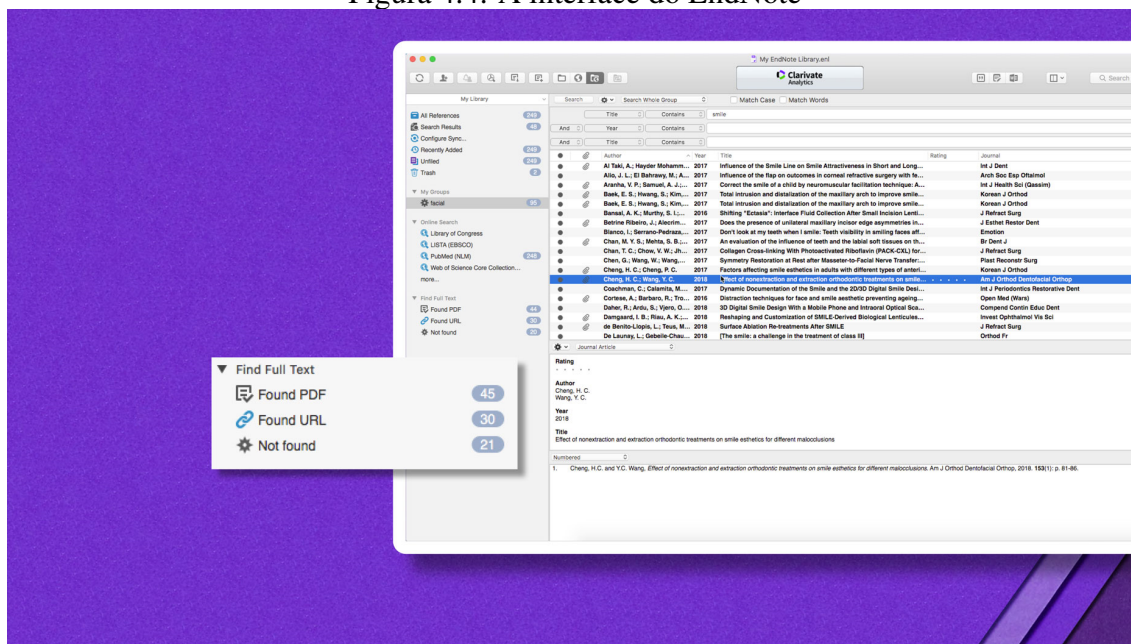 Figura 4.4: A interface do EndNote
My EndNote Library.enl
Clarivate
Analytics
Search
My Library
Search Search Whole Group Match Case Match Words
Title Contains smile
And Year Contains
And Title Contains
All References 249
Search Results 48
Configure Sync...
Recently Added 249
Unfiled 249
Trash 2
My Groups
facial 95
Online Search
Library of Congress
LISTA (EBSCO)
PubMed (NLM) 248
Web of Science Core Collection...
more...
Find Full Text
Found PDF 44
Found URL 30
Not found 20
Author Year Title Rating Journal
Al Taki, A.; Hayder Mohamm... 2017 Influence of the Smile Line on Smile Attractiveness in Short and Long... Int J Dent
Alio, J. L.; El Bahrawy, M.; A... 2017 Influence of the flap on outcomes in corneal refractive surgery with fe... Arch Soc Esp Oftalmol
Aranha, V. P.; Samuel, A. J.;... 2017 Correct the smile of a child by neuromuscular facilitation technique: A... Int J Health Sci (Qassim)
Baek, E. S.; Hwang, S.; Kim,... 2017 Total intrusion and distalization of the maxillary arch to improve smile... Korean J Orthod
Baek, E. S.; Hwang, S.; Kim,... 2017 Total intrusion and distalization of the maxillary arch to improve smile... Korean J Orthod
Bansal, A. K.; Murthy, S. I.;... 2016 Shifting "Ectasia": Interface Fluid Collection After Small Incision Lenti... J Refract Surg
Betrine Ribeiro, J.; Alecrim... 2017 Does the presence of unilateral maxillary incisor edge asymmetries in... J Esthet Restor Dent
Blanco, I.; Serrano-Pedraza,... 2017 Don't look at my teeth when I smile: Teeth visibility in smiling faces aff... Emotion
Chan, M. Y. S.; Mehta, S. B.;... 2017 An evaluation of the influence of teeth and the labial soft tissues on th... Br Dent J
Chan, T. C.; Chow, V. W.; Jh... 2017 Collagen Cross-linking With Photoactivated Riboflavin (PACK-CXL) for... J Refract Surg
Chen, G.; Wang, W.; Wang,... 2017 Symmetry Restoration at Rest after Masseter-to-Facial Nerve Transfer:... Plast Reconstr Surg
Cheng, H. C.; Cheng, P. C. 2017 Factors affecting smile esthetics in adults with different types of anteri... Korean J Orthod
Cheng, H. C.; Wang, Y. C. 2018 Effect of nonextraction and extraction orthodontic treatments on smile... Am J Orthod Dentofacial Orthop
Coachman, C.; Calamita, M.... 2017 Dynamic Documentation of the Smile and the 2D/3D Digital Smile Desi... Int J Periodontics Restorative Dent
Cortese, A.; Barbaro, R.; Tro... 2016 Distraction techniques for face and smile aesthetic preventing ageing... Open Med (Wars)
Daher, R.; Ardu, S.; Vjero, O.... 2018 3D Digital Smile Design With a Mobile Phone and Intraoral Optical Sca... Compend Contin Educ Dent
Damgaard, I. B.; Riau, A. K.;... 2018 Reshaping and Customization of SMILE-Derived Biological Lenticules... Invest Ophthalmol Vis Sci
de Benito-Llopis, L.; Teus, M... 2018 Surface Ablation Re-treatments After SMILE J Refract Surg
De Launay, L.; Gebeile-Chau... 2018 [The smile: a challenge in the treatment of class III] Orthod Fr
Journal Article
Rating
Author
Cheng, H. C.
Wang, Y. C.
Year
2018
Title
Effect of nonextraction and extraction orthodontic treatments on smile esthetics for different malocclusions
Numbered
1. Cheng, H.C. and Y.C. Wang, Effect of nonextraction and extraction orthodontic treatments on smile esthetics for different malocclusions. Am J Orthod Dentofacial Orthop, 2018. 153(1): p. 81-86.
Find Full Text
Found PDF 45
Found URL 30
Not found 21